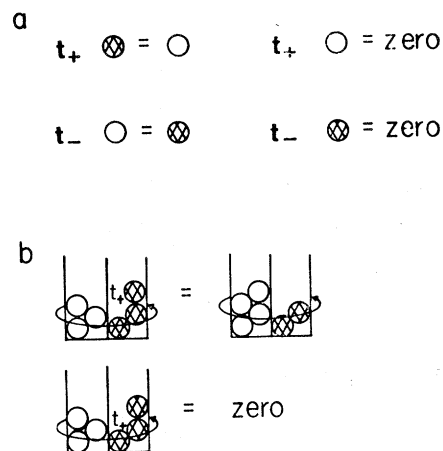 a
t+ = t+ = zero
t− = t− = zero
b
t+ =
t+ = zero